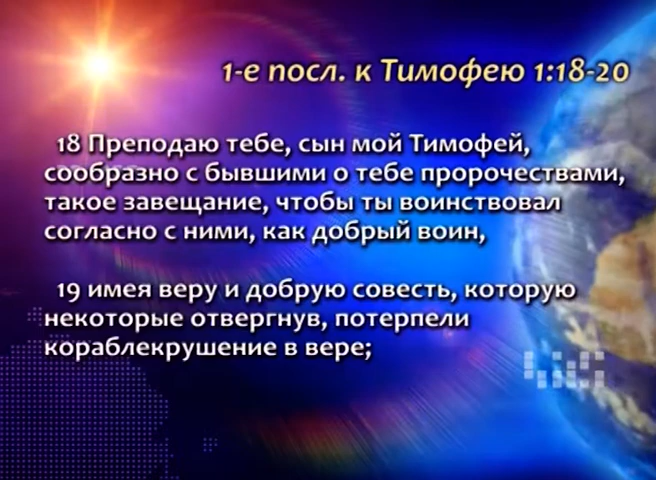 1-е посл. к Тимофею 1:18-20
18 Преподаю тебе, сын мой Тимофей,
сообразно с бывшими о тебе пророчествами,
такое завещание, чтобы ты воинствовал
согласно с ними, как добрый воин,
19 имея веру и добрую совесть, которую
некоторые отвергнув, потерпели
кораблекрушение в вере;